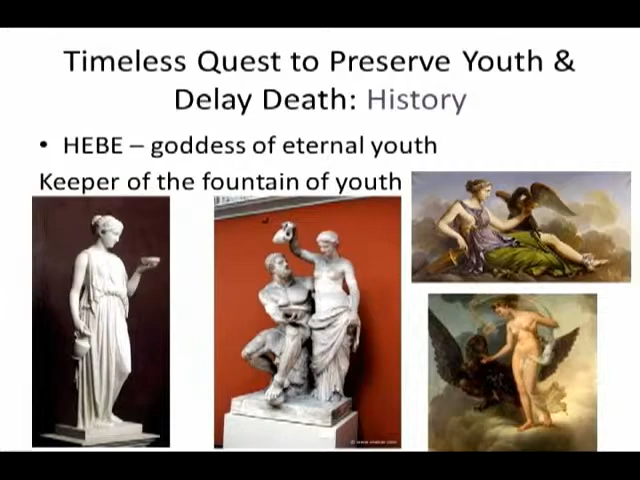 Timeless Quest to Preserve Youth &
Delay Death: History
• HEBE – goddess of eternal youth
Keeper of the fountain of youth